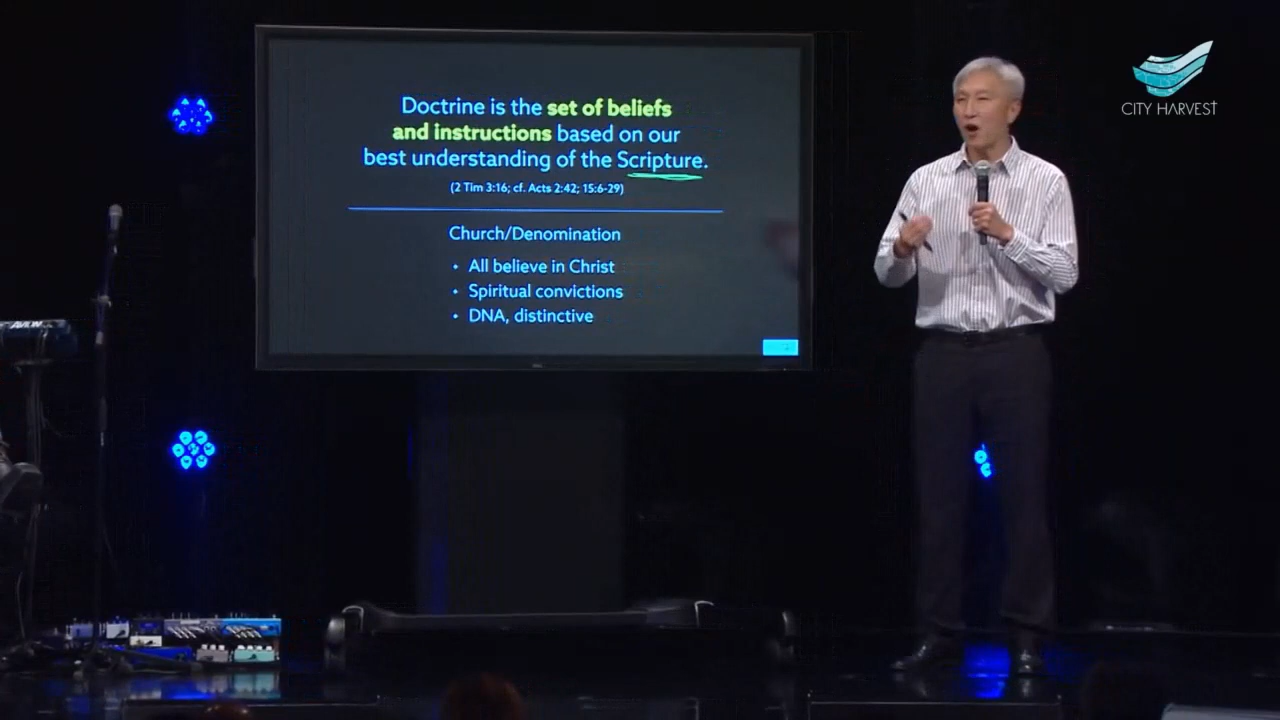 Doctrine is the set of beliefs
and instructions based on our
best understanding of the Scripture.
(2 Tim 3:16; cf. Acts 2:42; 15:6-29)
Church/Denomination
• All believe in Christ
• Spiritual convictions
• DNA, distinctive
CITY HARVEST